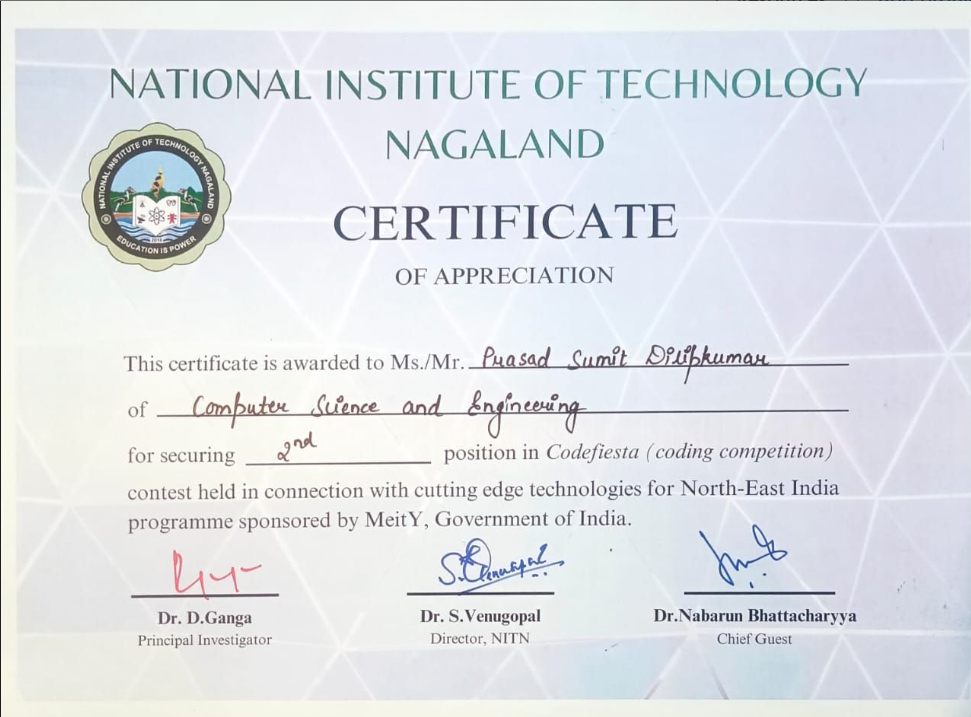 NATIONAL INSTITUTE OF TECHNOLOGY
NAGALAND
NATIONAL INSTITUTE OF TECHNOLOGY NAGALAND
EDUCATION IS POWER
CERTIFICATE
OF APPRECIATION
This certificate is awarded to Ms./Mr. Prasad Sumit Dilipkumar
of Computer Science and Engineering
for securing 2nd position in Codefiesta (coding competition)
contest held in connection with cutting edge technologies for North-East India
programme sponsored by MeitY, Government of India.
S. Venugopal
Dr. D.Ganga Dr. S.Venugopal Dr.Nabarun Bhattacharyya
Principal Investigator Director, NITN Chief Guest